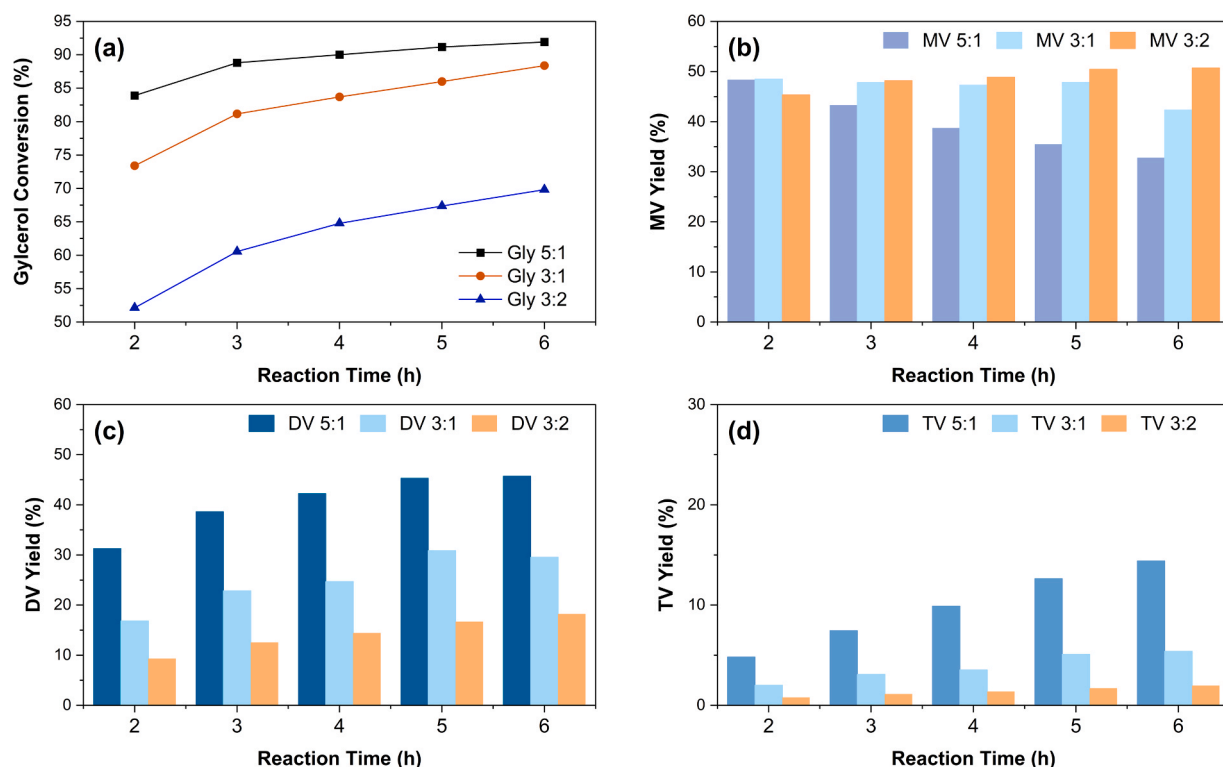 (a)
Gylcerol Conversion (%)
95
90
85
80
75
70
65
60
55
50
Gly 5:1
Gly 3:1
Gly 3:2
2 3 4 5 6
Reaction Time (h)
(b)
MV Yield (%)
MV 5:1 MV 3:1 MV 3:2
60
50
40
30
20
10
0
2 3 4 5 6
Reaction Time (h)
(c)
DV Yield (%)
DV 5:1 DV 3:1 DV 3:2
60
50
40
30
20
10
0
2 3 4 5 6
Reaction Time (h)
(d)
TV Yield (%)
TV 5:1 TV 3:1 TV 3:2
30
20
10
0
2 3 4 5 6
Reaction Time (h)